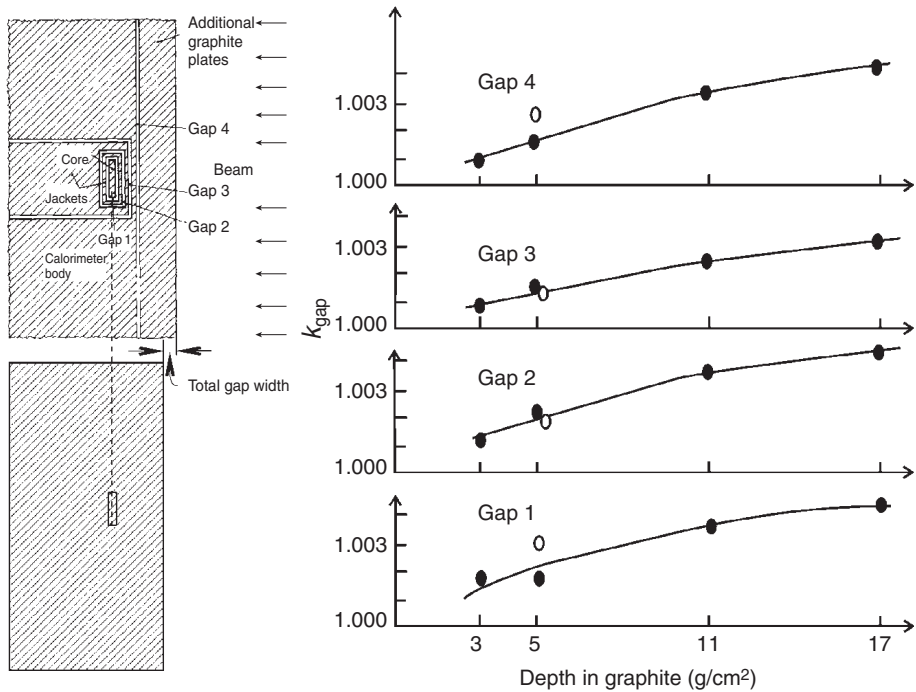 Additional
graphite
plates
Gap 4
Core
Beam
Gap 3
Jackets
Gap 2
Gap 1
Calorimeter
body
Total gap width
k_gap
Gap 4
1.003
1.000
Gap 3
1.003
1.000
Gap 2
1.003
1.000
Gap 1
1.003
1.000
3 5 11 17
Depth in graphite (g/cm²)